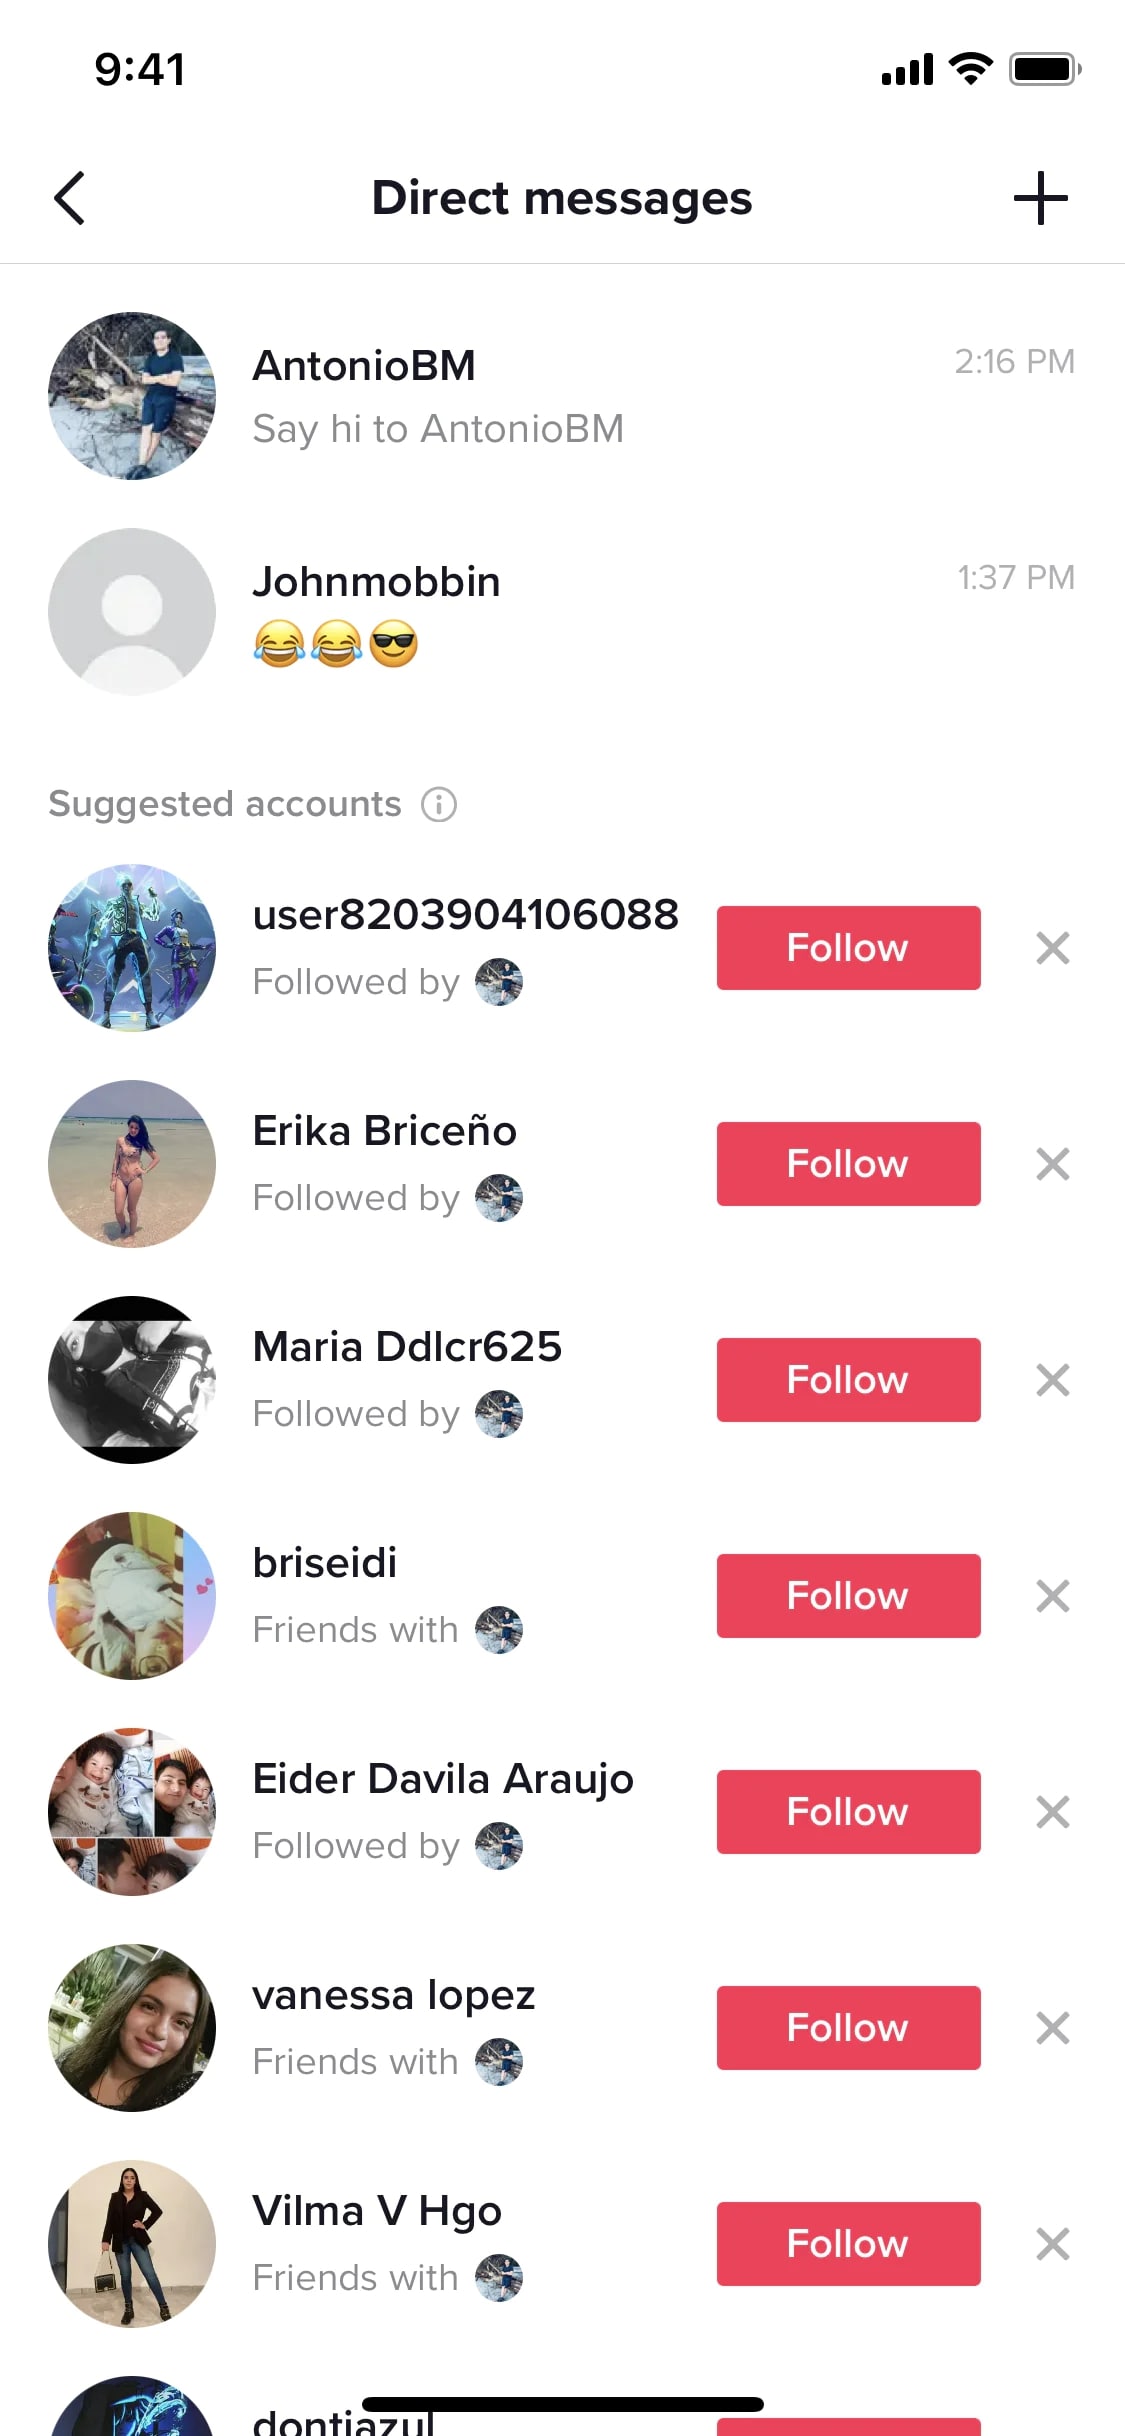 9:41
Direct messages
AntonioBM
2:16 PM
Say hi to AntonioBM
Johnmobbin
1:37 PM
😂😂😎
Suggested accounts
user8203904106088
Followed by
Follow
Erika Briceño
Followed by
Follow
Maria Ddlcr625
Followed by
Follow
briseidi
Friends with
Follow
Eider Davila Araujo
Followed by
Follow
vanessa lopez
Friends with
Follow
Vilma V Hgo
Friends with
Follow
dontiazul